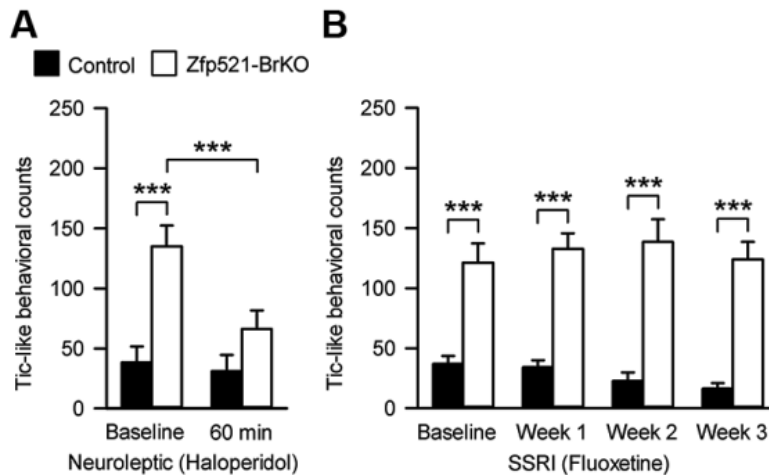 A
B
Control Zfp521-BrKO
Tic-like behavioral counts
250
200
150
100
50
0
***
***
Baseline 60 min
Neuroleptic (Haloperidol)
Tic-like behavioral counts
250
200
150
100
50
0
***
***
***
***
Baseline Week 1 Week 2 Week 3
SSRI (Fluoxetine)